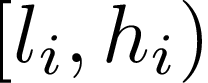 [l_i, h_i)